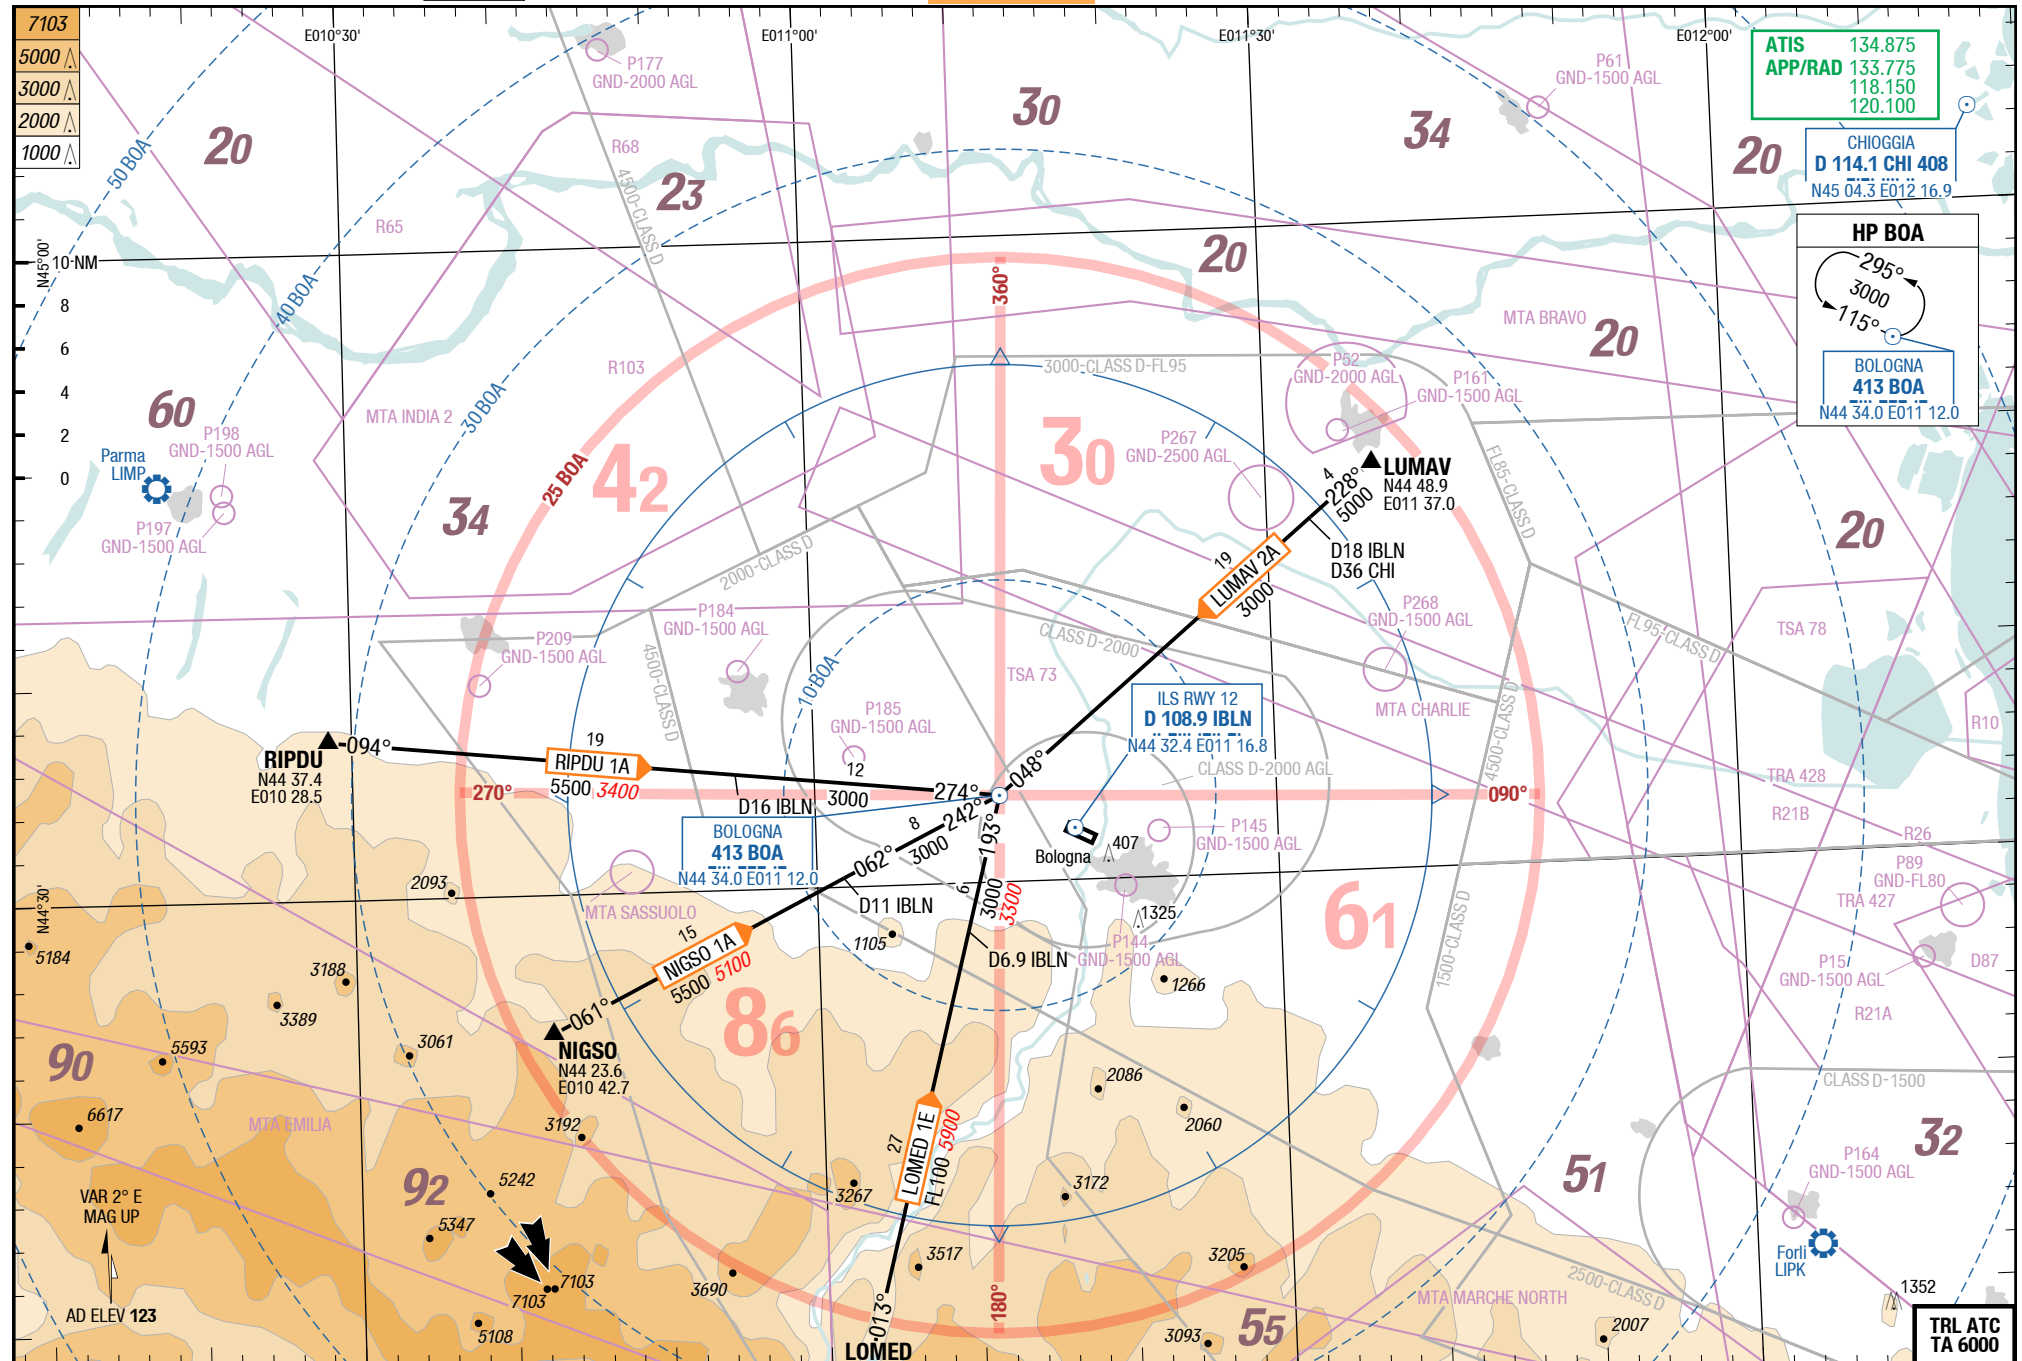 7103
5000
3000
2000
1000
E010°30'
E011°00'
E011°30'
E012°00'
ATIS 134.875
APP/RAD 133.775
118.150
120.100
CHIOGGIA
D 114.1 CHI 408
N45 04.3 E012 16.9
HP BOA
295°
3000
115°
BOLOGNA
413 BOA
N44 34.0 E011 12.0
P177
GND-2000 AGL
P61
GND-1500 AGL
50 BOA
20
R68
4500-CLASS D
23
30
34
20
R65
N45°00'
10 NM
8
6
4
2
0
40 BOA
360°
20
MTA BRAVO
20
R103
3000-CLASS D-FL95
P52
GND-2000 AGL
P161
GND-1500 AGL
60
MTA INDIA 2
30 BOA
P198
GND-1500 AGL
Parma
LIMP
P197
GND-1500 AGL
34
25 BOA
42
30
P267
GND-2500 AGL
4
228°
5000
LUMAV
N44 48.9
E011 37.0
FL85-CLASS D
20
D18 IBLN
D36 CHI
2000-CLASS D
19
LUMAV 2A
3000
P184
GND-1500 AGL
P268
GND-1500 AGL
P209
GND-1500 AGL
4500-CLASS D
CLASS D-2000
FL95-CLASS D
TSA 78
TSA 73
10 BOA
ILS RWY 12
D 108.9 IBLN
N44 32.4 E011 16.8
P185
GND-1500 AGL
MTA CHARLIE
4500-CLASS D
R10
RIPDU
N44 37.4
E010 28.5
094°
19
RIPDU 1A
5500 3400
12
3000
274°
048°
CLASS D-2000 AGL
TRA 428
270°
D16 IBLN
090°
R21B
R26
BOLOGNA
413 BOA
N44 34.0 E011 12.0
8
242°
3000
062°
193°
Bologna
407
P145
GND-1500 AGL
P89
GND-FL80
TRA 427
N44°30'
2093
MTA SASSUOLO
D11 IBLN
6
3000
3300
61
1500-CLASS D
15
NIGSO 1A
5500 5100
1105
1325
D6.9 IBLN
P144
GND-1500 AGL
1266
P15
GND-1500 AGL
D87
R21A
5184
3188
3389
061°
NIGSO
N44 23.6
E010 42.7
86
90
5593
3061
2086
CLASS D-1500
6617
MTA EMILIA
3192
27
LOMED 1E
FL100 5900
2060
32
P164
GND-1500 AGL
51
92
5242
3267
3172
VAR 2° E
MAG UP
5347
Forli
LIPK
3517
3205
7103
7103
3690
2500-CLASS D
180°
MTA MARCHE NORTH
1352
AD ELEV 123
5108
013°
LOMED
3093
55
2007
TRL ATC
TA 6000